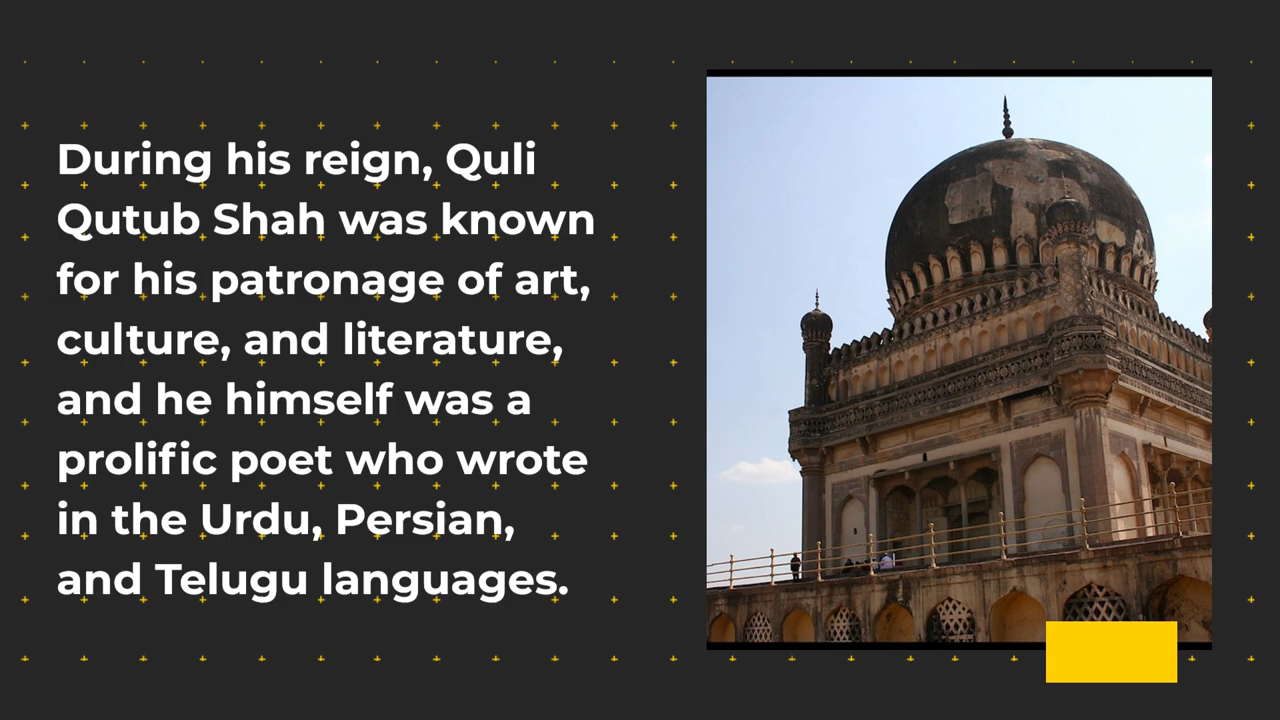 During his reign, Quli
Qutub Shah was known
for his patronage of art,
culture, and literature,
and he himself was a
prolific poet who wrote
in the Urdu, Persian,
and Telugu languages.